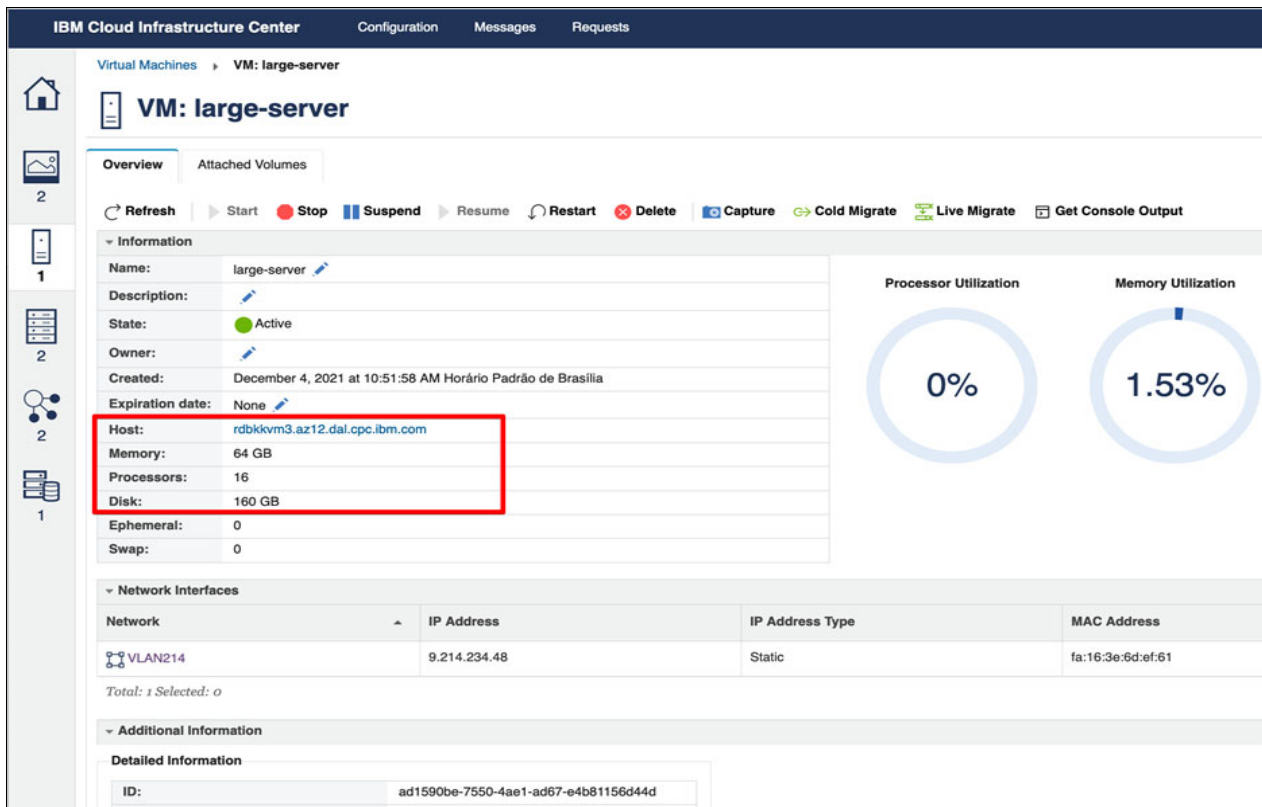 IBM Cloud Infrastructure Center Configuration Messages Requests
Virtual Machines VM: large-server
VM: large-server
Overview Attached Volumes
2
Refresh Start Stop Suspend Resume Restart Delete Capture Cold Migrate Live Migrate Get Console Output
Information
1
Name: large-server
Description:
State: Active
Owner:
2
Created: December 4, 2021 at 10:51:58 AM Horário Padrão de Brasília
Expiration date: None
Host: rdbkkvm3.az12.dal.cpc.ibm.com
2
Memory: 64 GB
Processors: 16
Disk: 160 GB
1
Ephemeral: 0
Swap: 0
Processor Utilization
0%
Memory Utilization
1.53%
Network Interfaces
Network IP Address IP Address Type MAC Address
VLAN214 9.214.234.48 Static fa:16:3e:6d:ef:61
Total: 1 Selected: 0
Additional Information
Detailed Information
ID: ad1590be-7550-4ae1-ad67-e4b81156d44d